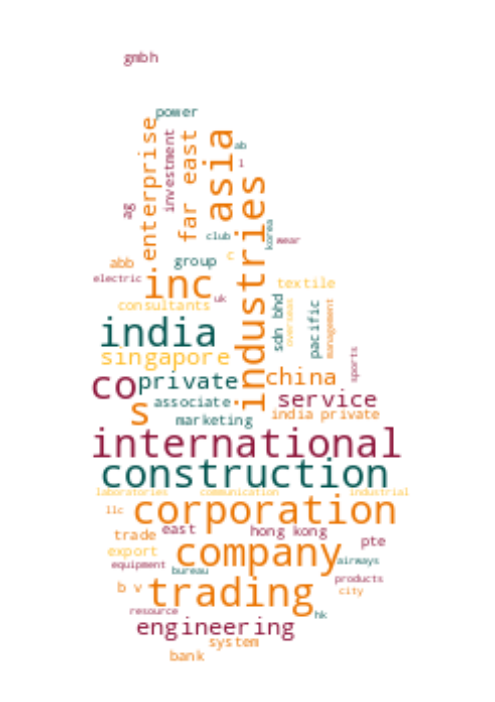 gmbh
power
enterprise
investment
far east
asia
ab
l
ag
industries
korea
club
wear
c
abb
group
electric
inc
uk
textile
consultants
sdn bhd
overseas
pacific
management
india
singapore
sports
co
private
china
s
associate
service
marketing
india private
international
construction
laboratories
communication
industrial
llc
corporation
trade
east
hong kong
pte
export
company
airways
equipment
bureau
products
b v
trading
city
resource
hk
engineering
system
bank